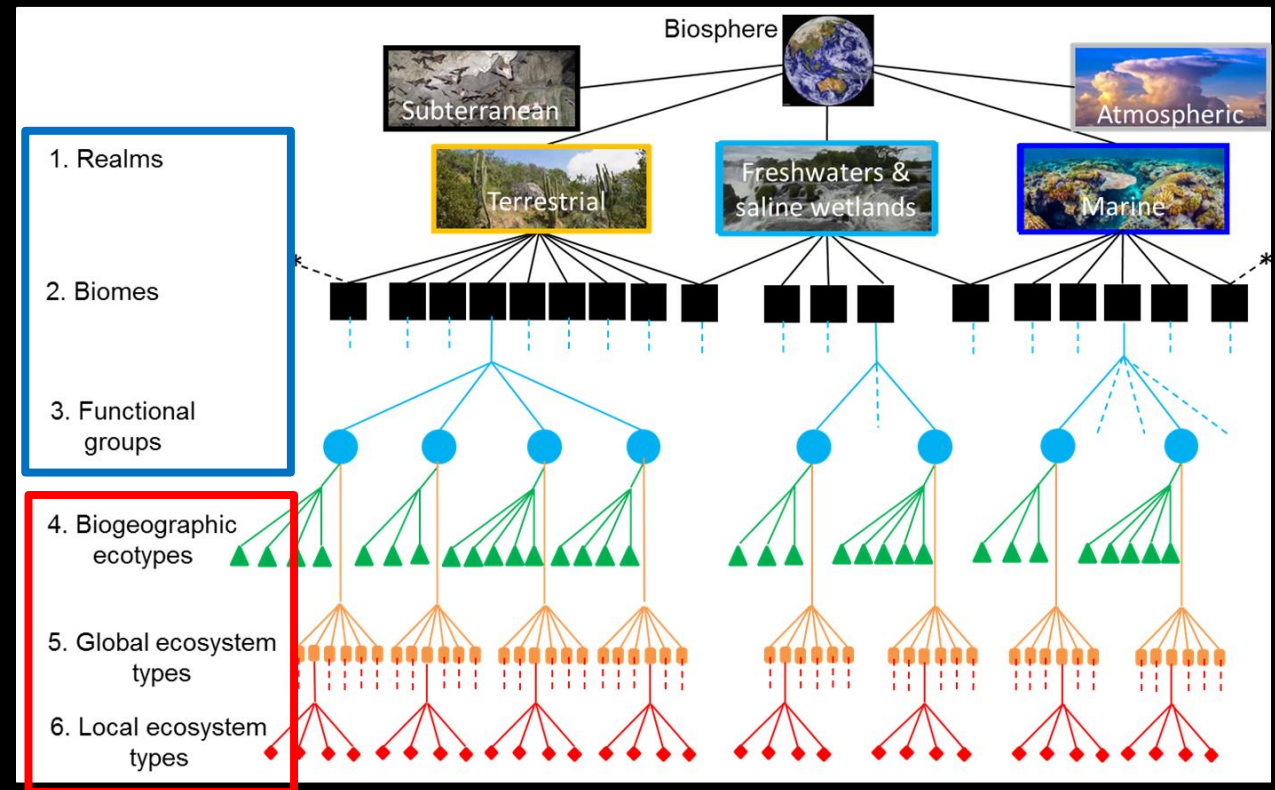 Biosphere
Subterranean
Atmospheric
1. Realms
Terrestrial
Freshwaters &
saline wetlands
Marine
*
*
2. Biomes
3. Functional
groups
4. Biogeographic
ecotypes
5. Global ecosystem
types
6. Local ecosystem
types